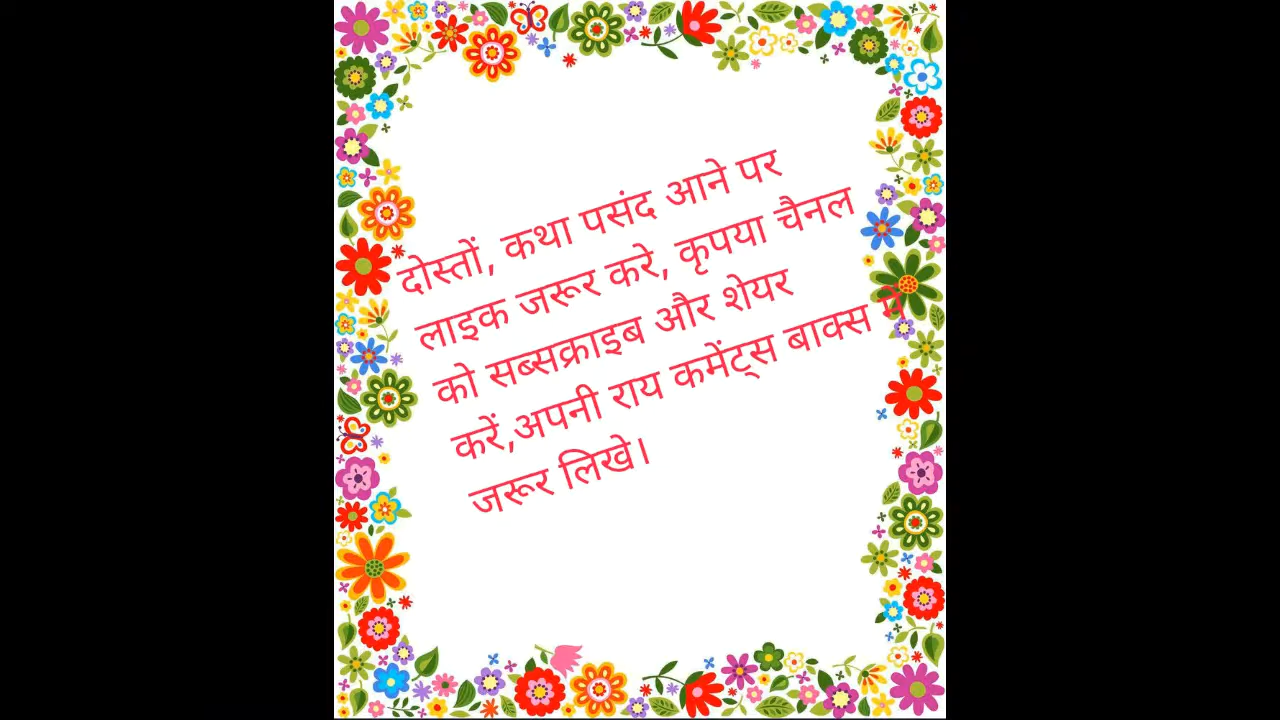 दोस्तों, कथा पसंद आने पर
लाइक जरूर करे, कृपया चैनल
को सब्सक्राइब और शेयर
करें,अपनी राय कमेंट्स बाक्स में
जरूर लिखे।